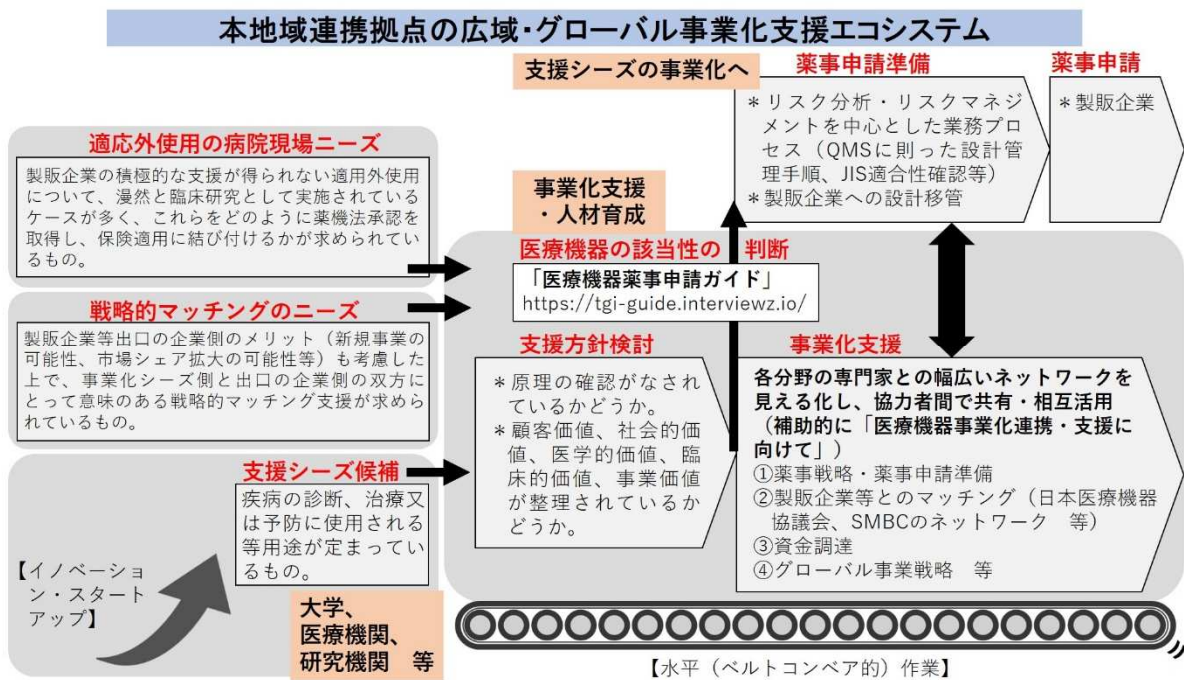 本地域連携拠点の広域・グローバル事業化支援エコシステム
支援シーズの事業化へ
薬事申請準備
＊リスク分析・リスクマネジ
メントを中心とした業務プロ
セス（QMSに則った設計管
理手順、JIS適合性確認等）
＊製販企業への設計移管
薬事申請
＊製販企業
適応外使用の病院現場ニーズ
製販企業の積極的な支援が得られない適用外使用
について、漫然と臨床研究として実施されている
ケースが多く、これらをどのように薬機法承認を
取得し、保険適用に結び付けるかが求められてい
るもの。
事業化支援
・人材育成
医療機器の該当性の 判断
「医療機器薬事申請ガイド」
https://tgi-guide.interviewz.io/
戦略的マッチングのニーズ
製販企業等出口の企業側のメリット（新規事業の
可能性、市場シェア拡大の可能性等）も考慮した
上で、事業化シーズ側と出口の企業側の双方に
とって意味のある戦略的マッチング支援が求めら
れているもの。
支援方針検討
＊原理の確認がなされ
ているかどうか。
＊顧客価値、社会的価
値、医学的価値、臨
床的価値、事業価値
が整理されているか
どうか。
事業化支援
各分野の専門家との幅広いネットワークを
見える化し、協力者間で共有・相互活用
（補助的に「医療機器事業化連携・支援に
向けて」）
①薬事戦略・薬事申請準備
②製販企業等とのマッチング（日本医療機器
協議会、SMBCのネットワーク　等）
③資金調達
④グローバル事業戦略　等
支援シーズ候補
疾病の診断、治療又
は予防に使用される
等用途が定まってい
るもの。
【イノベーショ
ン・スタート
アップ】
大学、
医療機関、
研究機関　等
【水平（ベルトコンベア的）作業】